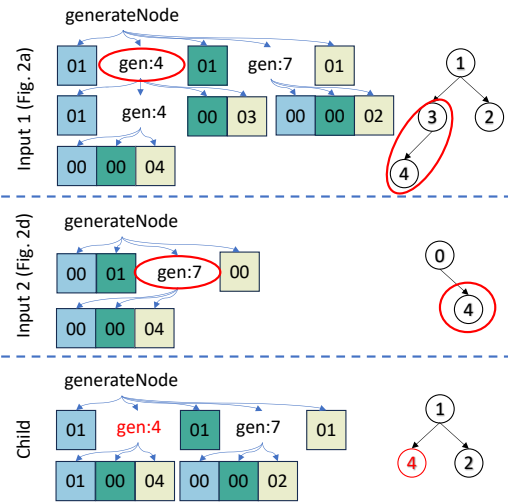 generateNode
Input 1 (Fig. 2a)
01 gen:4 01 gen:7 01
01 gen:4 00 03 00 00 02
00 00 04
1
3 2
4
generateNode
Input 2 (Fig. 2d)
00 01 gen:7 00
00 00 04
0
4
generateNode
Child
01 gen:4 01 gen:7 01
01 00 04 00 00 02
1
4 2